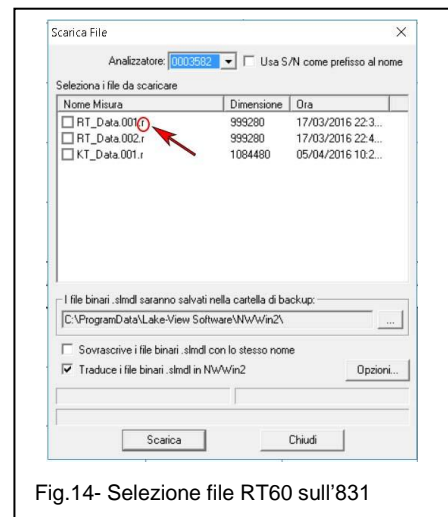 Scarica File
Analizzatore: 0003582 Usa S/N come prefisso al nome
Seleziona i file da scaricare
Nome Misura Dimensione Ora
RT_Data.001.r 999280 17/03/2016 22:3...
RT_Data.002.r 999280 17/03/2016 22:4...
KT_Data.001.r 1084480 05/04/2016 10:2...
I file binari .slmdl saranno salvati nella cartella di backup:
C:\ProgramData\Lake-View Software\NWWin2\ ...
Sovrascrive i file binari .slmdl con lo stesso nome
Traduce i file binari .slmdl in NWWin2 Opzioni...
Scarica Chiudi
Fig.14- Selezione file RT60 sull'831